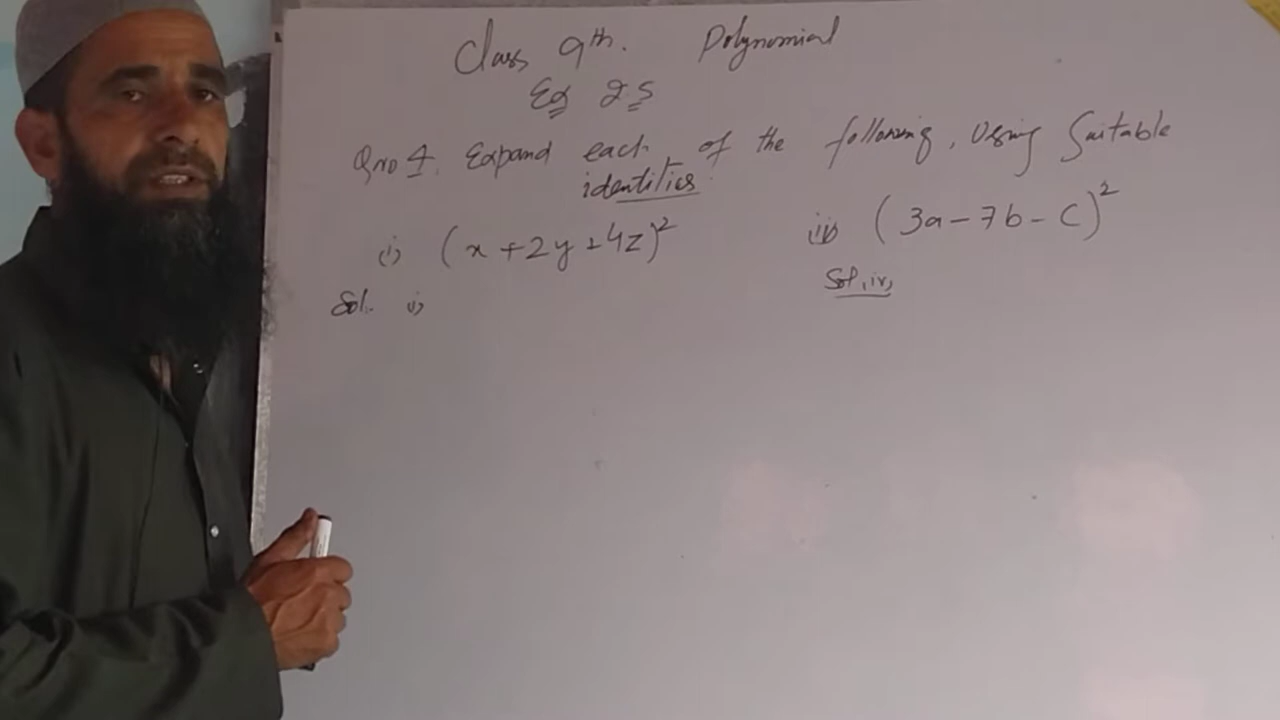 Class 9th. Polynomial
Ex 2.5
Qno 4. Expand each of the following, Using Suitable
identities
(i) (x+2y+4z)² (iv) (3a-7b-c)²
Sol. (i) Sol, iv,